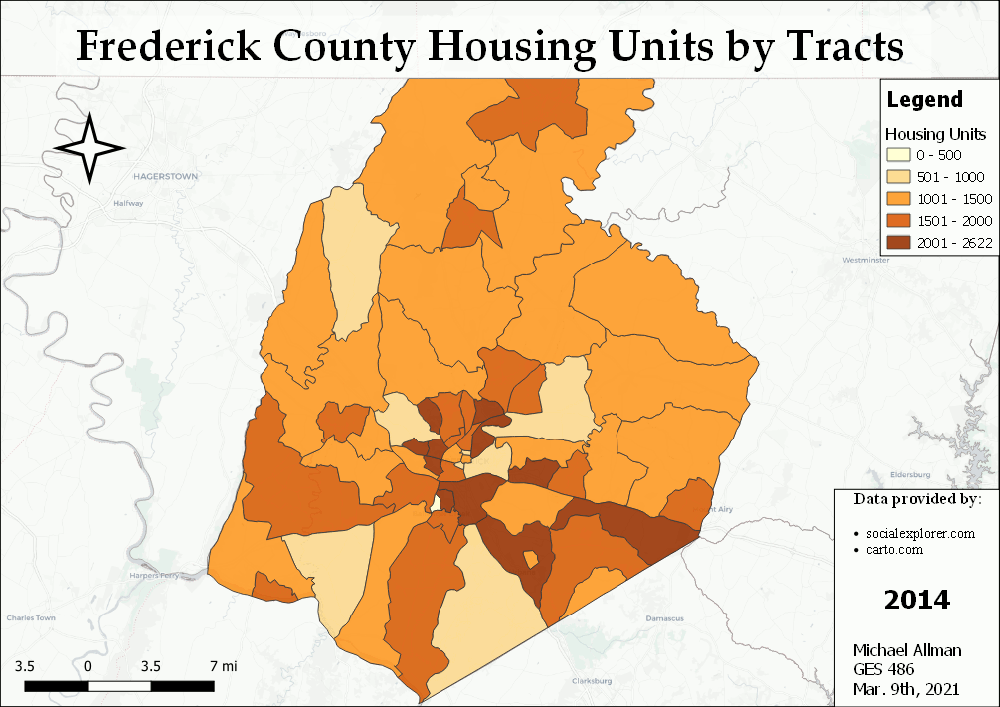 Frederick County Housing Units by Tracts
Legend
Housing Units
0 - 500
501 - 1000
1001 - 1500
1501 - 2000
2001 - 2622
HAGERSTOWN
Halfway
Westminster
Eldersburg
Airy
Harpers Ferry
Charles Town
Damascus
Clarksburg
3.5 0 3.5 7 mi
Data provided by:
• socialexplorer.com
• carto.com
2014
Michael Allman
GES 486
Mar. 9th, 2021